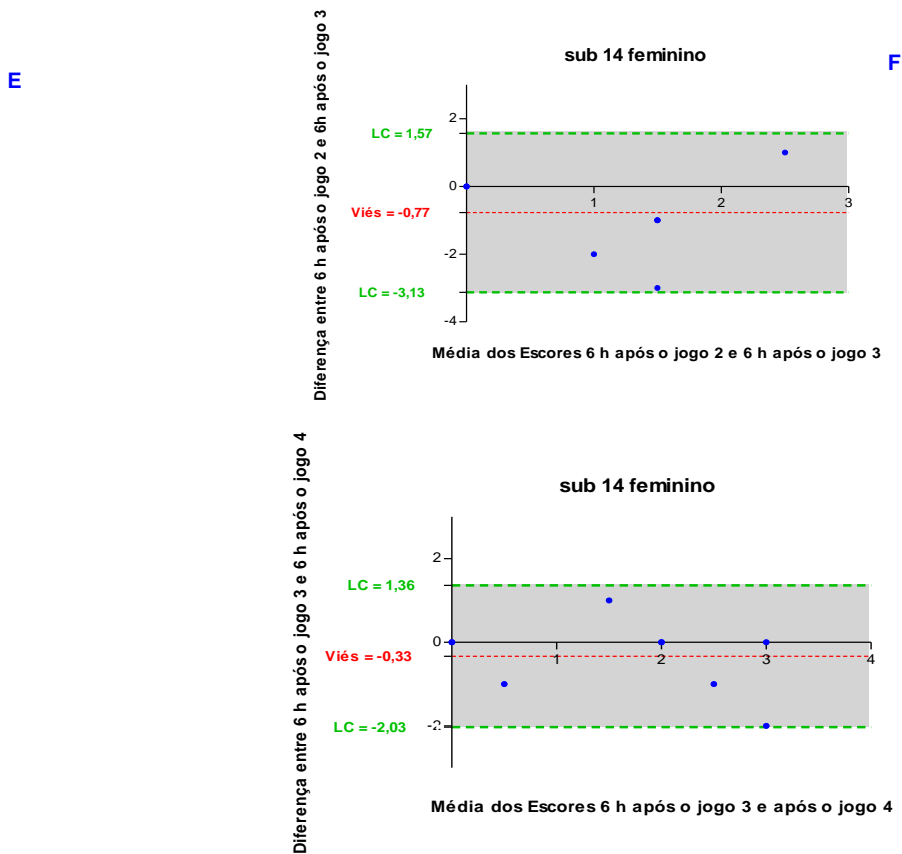 E
F
Diferença entre 6 h após o jogo 2 e 6h após o jogo 3
sub 14 feminino
2
LC = 1,57
0
1
2
3
Viés = -0,77
-2
LC = -3,13
-4
Média dos Escores 6 h após o jogo 2 e 6 h após o jogo 3
Diferença entre 6 h após o jogo 3 e 6 h após o jogo 4
sub 14 feminino
2
LC = 1,36
0
1
2
3
4
Viés = -0,33
-2
LC = -2,03
Média dos Escores 6 h após o jogo 3 e após o jogo 4